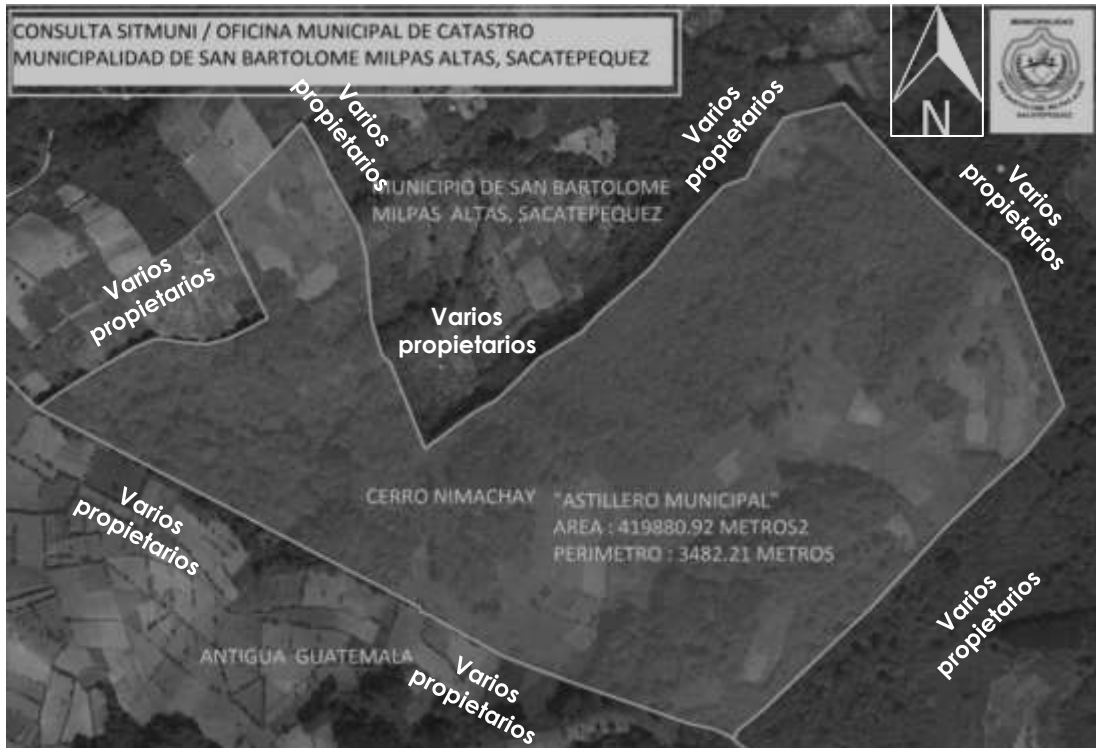 CONSULTA SITMUNI / OFICINA MUNICIPAL DE CATASTRO
MUNICIPALIDAD DE SAN BARTOLOME MILPAS ALTAS, SACATEPEQUEZ
N
MUNICIPALIDAD
SACATEPEQUEZ
Varios
propietarios
Varios
propietarios
Varios
propietarios
MUNICIPIO DE SAN BARTOLOME
MILPAS ALTAS, SACATEPEQUEZ
Varios
propietarios
Varios
propietarios
CERRO NIMACHAY
"ASTILLERO MUNICIPAL"
AREA : 419880.92 METROS2
PERIMETRO : 3482.21 METROS
Varios
propietarios
Varios
propietarios
ANTIGUA GUATEMALA
Varios
propietarios